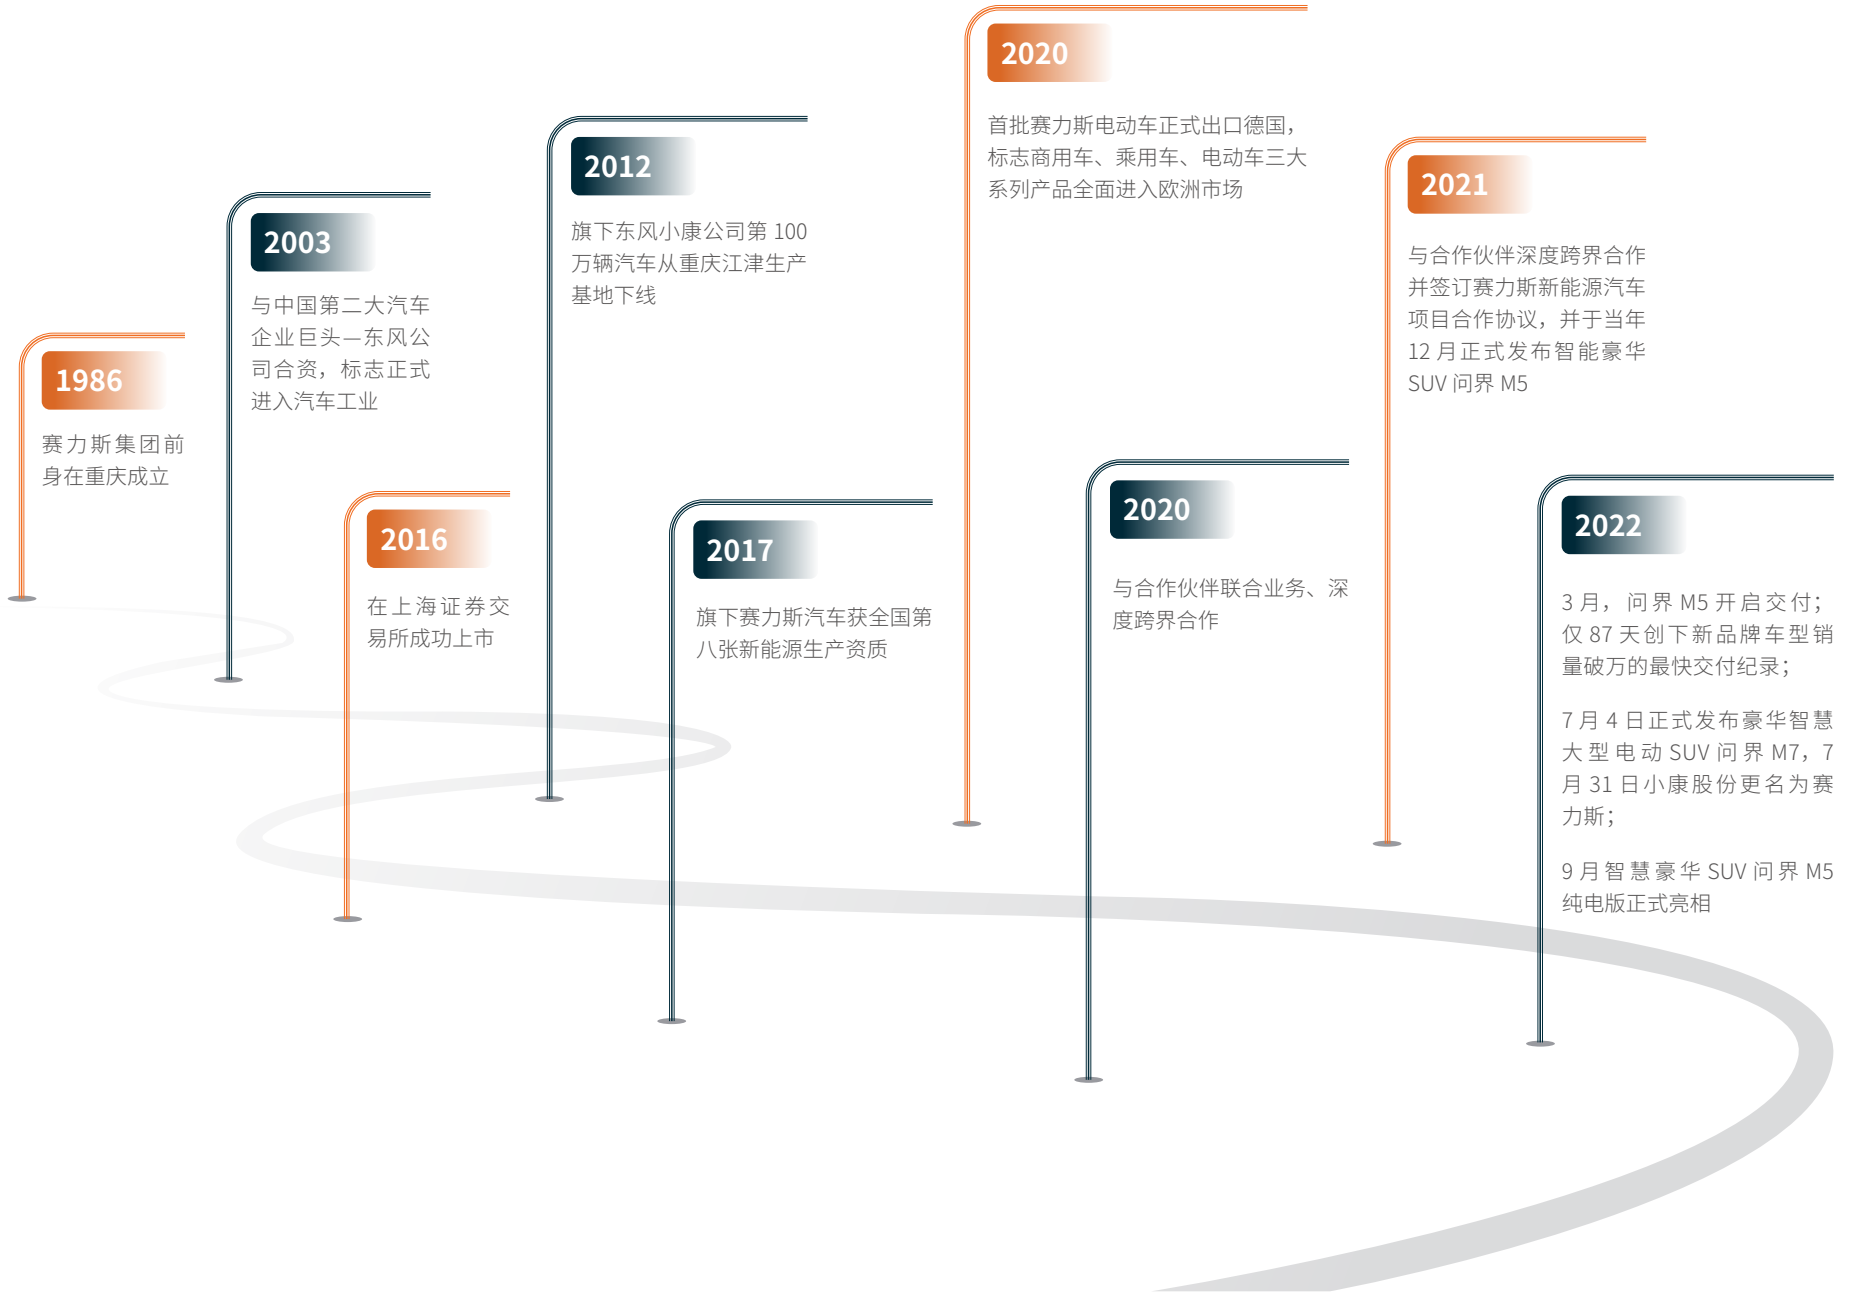 1986
赛力斯集团前
身在重庆成立
2003
与中国第二大汽车
企业巨头—东风公
司合资，标志正式
进入汽车工业
2016
在上海证券交
易所成功上市
2012
旗下东风小康公司第 100
万辆汽车从重庆江津生产
基地下线
2017
旗下赛力斯汽车获全国第
八张新能源生产资质
2020
首批赛力斯电动车正式出口德国，
标志商用车、乘用车、电动车三大
系列产品全面进入欧洲市场
2020
与合作伙伴联合业务、深
度跨界合作
2021
与合作伙伴深度跨界合作
并签订赛力斯新能源汽车
项目合作协议，并于当年
12 月正式发布智能豪华
SUV 问界 M5
2022
3 月，问界 M5 开启交付；
仅 87 天创下新品牌车型销
量破万的最快交付纪录；
7 月 4 日正式发布豪华智慧
大型电动 SUV 问界 M7，7
月 31 日小康股份更名为赛
力斯；
9 月智慧豪华 SUV 问界 M5
纯电版正式亮相